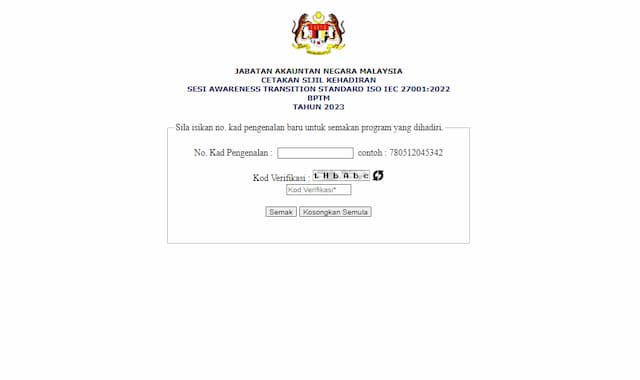 JABATAN AKAUNTAN NEGARA MALAYSIA
CETAKAN SIJIL KEHADIRAN
SESI AWARENESS TRANSITION STANDARD ISO IEC 27001:2022
BPTM
TAHUN 2023
Sila isikan no. kad pengenalan baru untuk semakan program yang dihadiri.
No. Kad Pengenalan : contoh : 780512045342
Kod Verifikasi : tHbAbc
Kod Verifikasi*
Semak Kosongkan Semula